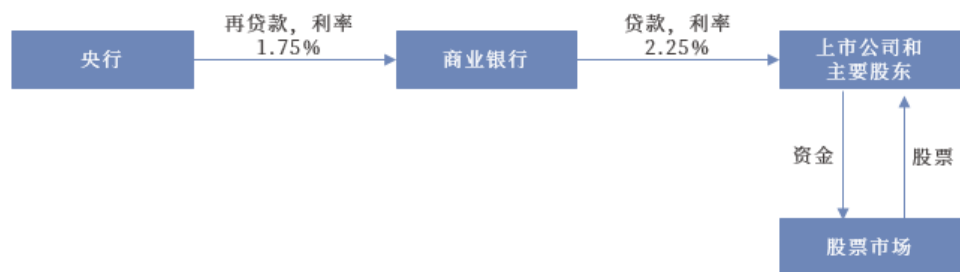 再贷款，利率
1.75%
贷款，利率
2.25%
央行
商业银行
上市公司和
主要股东
资金
股票
股票市场